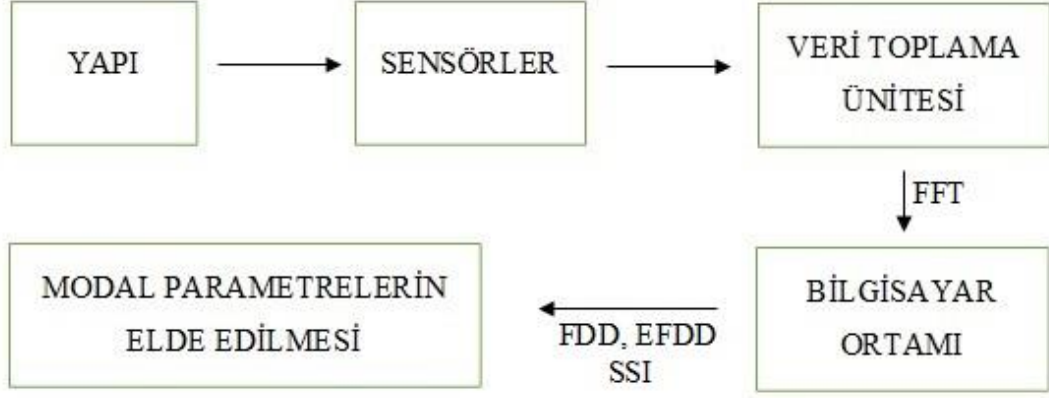 YAPI
SENSÖRLER
VERİ TOPLAMA
ÜNİTESİ
FFT
BİLGİSAYAR
ORTAMI
FDD, EFDD
SSI
MODAL PARAMETRELERİN
ELDE EDİLMESİ